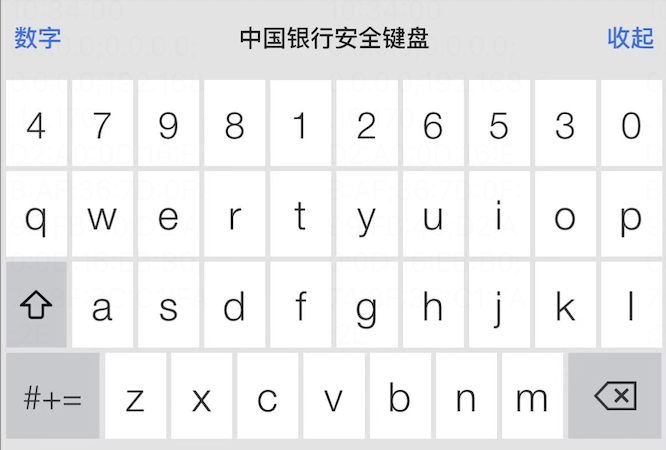 数字 中国银行安全键盘 收起
4 7 9 8 1 2 6 5 3 0
q w e r t y u i o p
a s d f g h j k l
#+= z x c v b n m